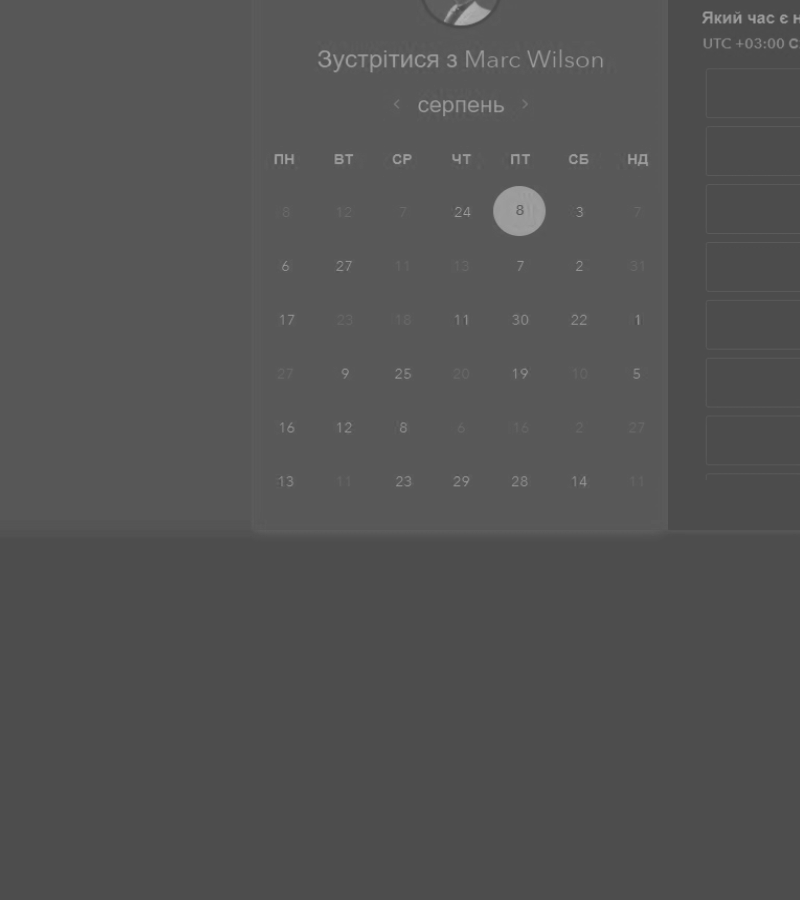 Зустрітися з Marc Wilson
Який час є н
UTC +03:00 С
‹ серпень ›
ПН ВТ СР ЧТ ПТ СБ НД
8 12 7 24 8 3 7
6 27 11 13 7 2 31
17 23 18 11 30 22 1
27 9 25 20 19 10 5
16 12 8 6 16 2 27
13 11 23 29 28 14 11